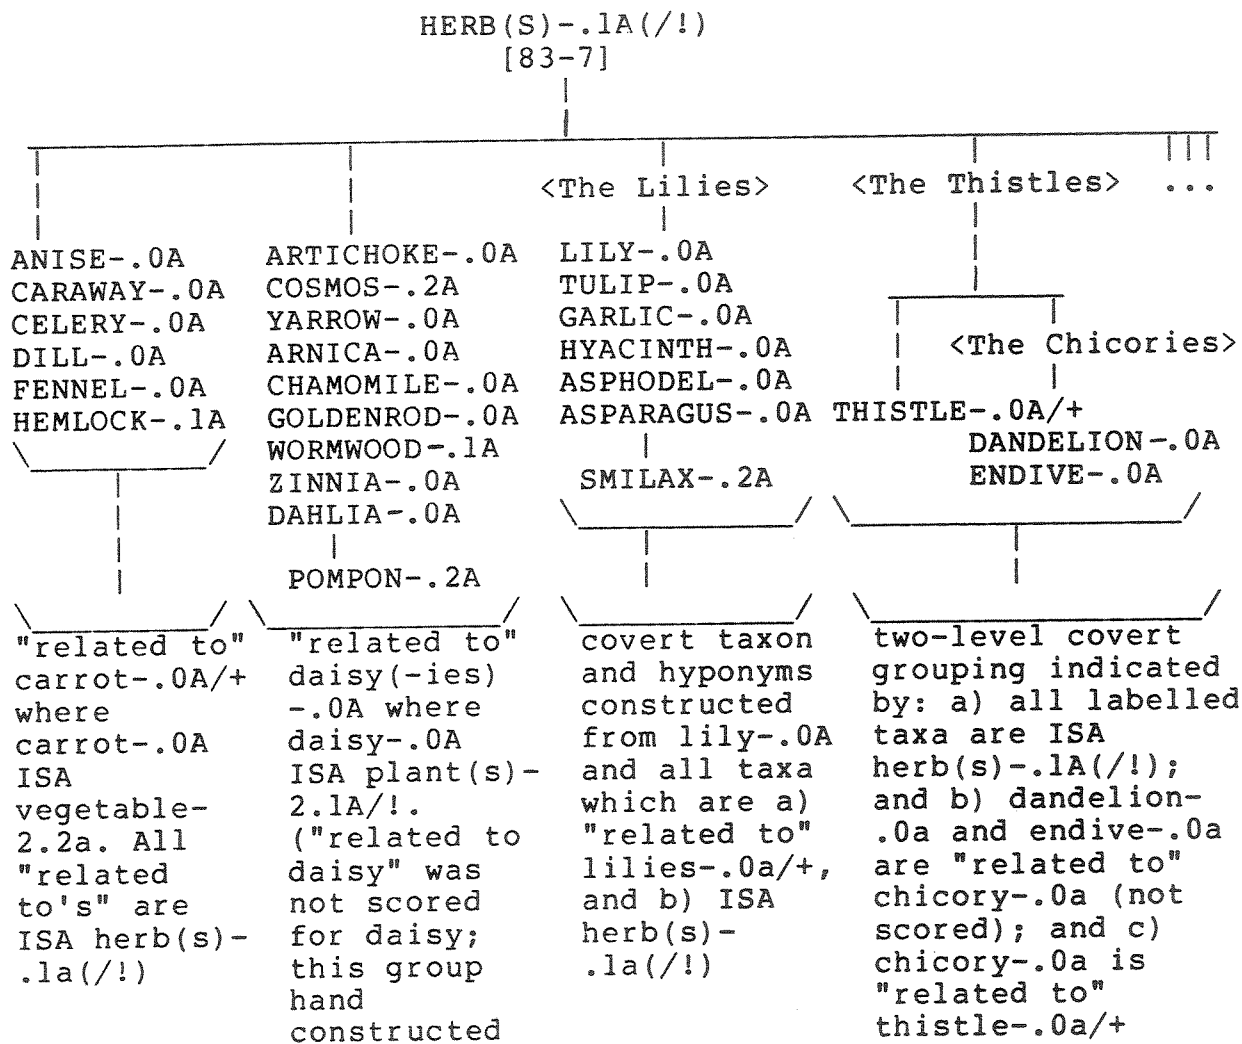 HERB(S)-.1A(/!)
[83-7]
<The Lilies>
<The Thistles>
...
ANISE-.0A
CARAWAY-.0A
CELERY-.0A
DILL-.0A
FENNEL-.0A
HEMLOCK-.1A
ARTICHOKE-.0A
COSMOS-.2A
YARROW-.0A
ARNICA-.0A
CHAMOMILE-.0A
GOLDENROD-.0A
WORMWOOD-.1A
ZINNIA-.0A
DAHLIA-.0A
POMPON-.2A
LILY-.0A
TULIP-.0A
GARLIC-.0A
HYACINTH-.0A
ASPHODEL-.0A
ASPARAGUS-.0A
SMILAX-.2A
<The Chicories>
THISTLE-.0A/+
DANDELION-.0A
ENDIVE-.0A
"related to"
carrot-.0A/+
where
carrot-.0A
ISA
vegetable-
2.2a. All
"related
to's" are
ISA herb(s)-
.1a(/!)
"related to"
daisy(-ies)
-.0A where
daisy-.0A
ISA plant(s)-
2.1A/!.
("related to
daisy" was
not scored
for daisy;
this group
hand
constructed
covert taxon
and hyponyms
constructed
from lily-.0A
and all taxa
which are a)
"related to"
lilies-.0a/+,
and b) ISA
herb(s)-
.1a(/!)
two-level covert
grouping indicated
by: a) all labelled
taxa are ISA
herb(s)-.1A(/!);
and b) dandelion-
.0a and endive-.0a
are "related to"
chicory-.0a (not
scored); and c)
chicory-.0a is
"related to"
thistle-.0a/+